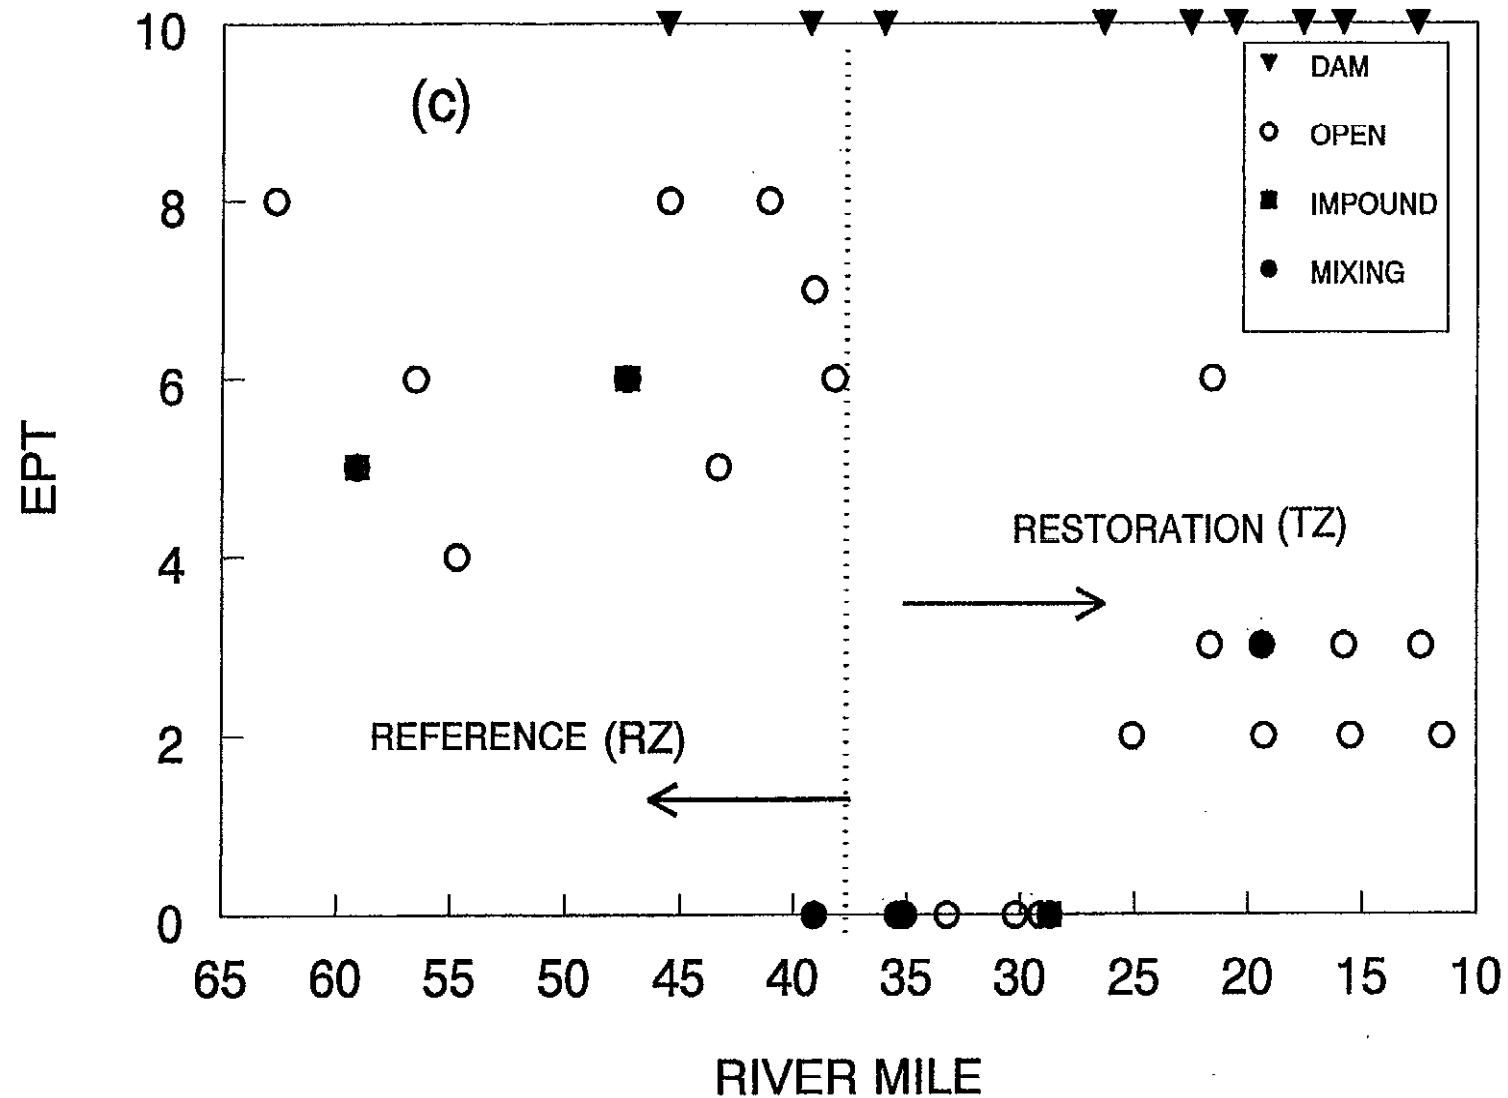 10
(c)
DAM
OPEN
IMPOUND
MIXING
8
6
EPT
RESTORATION (TZ)
4
REFERENCE (RZ)
2
0
65 60 55 50 45 40 35 30 25 20 15 10
RIVER MILE